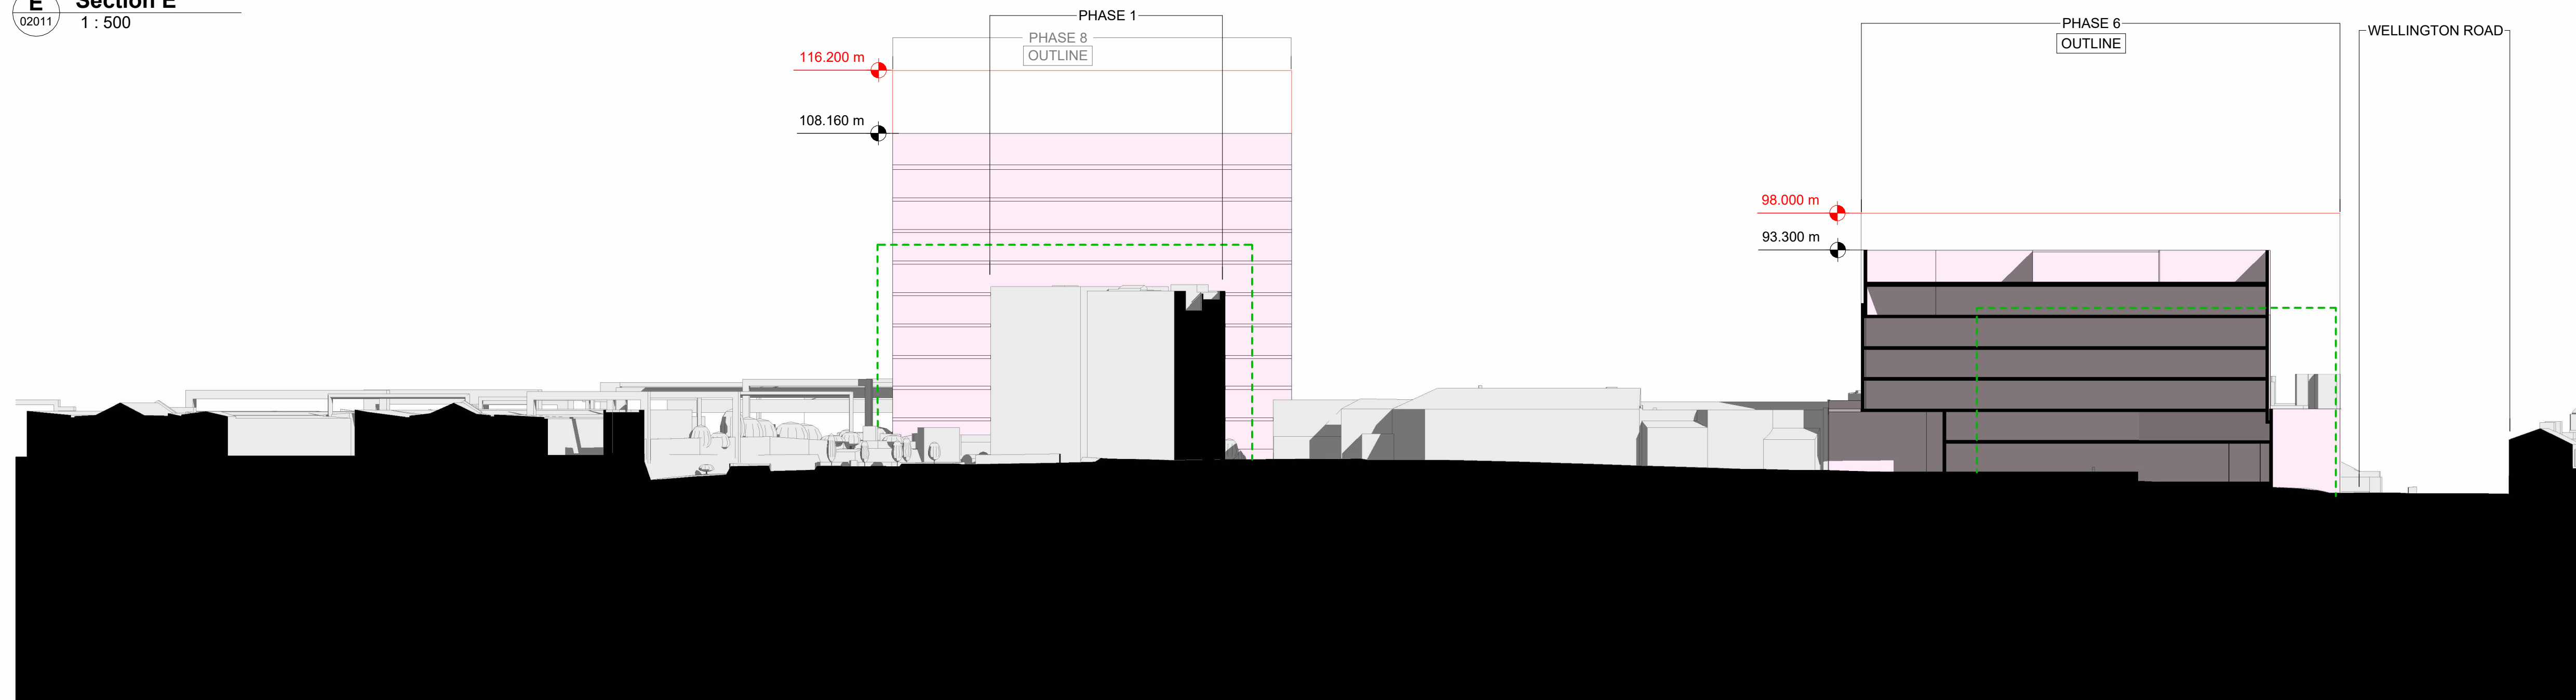 E
02011
Section E
1 : 500
PHASE 1
PHASE 8
OUTLINE
116.200 m
108.160 m
PHASE 6
OUTLINE
WELLINGTON ROAD
98.000 m
93.300 m